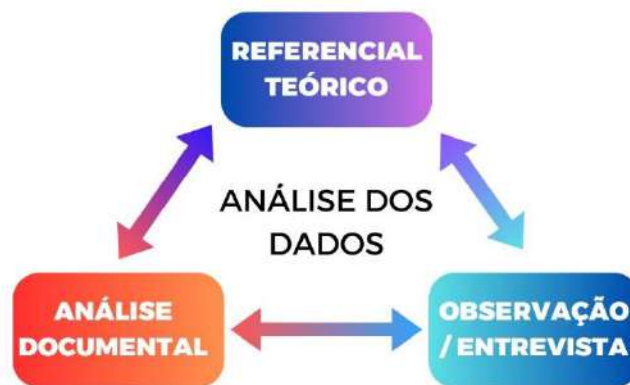 REFERENCIAL
TEÓRICO
ANÁLISE DOS
DADOS
ANÁLISE
DOCUMENTAL
OBSERVAÇÃO
/ ENTREVISTA